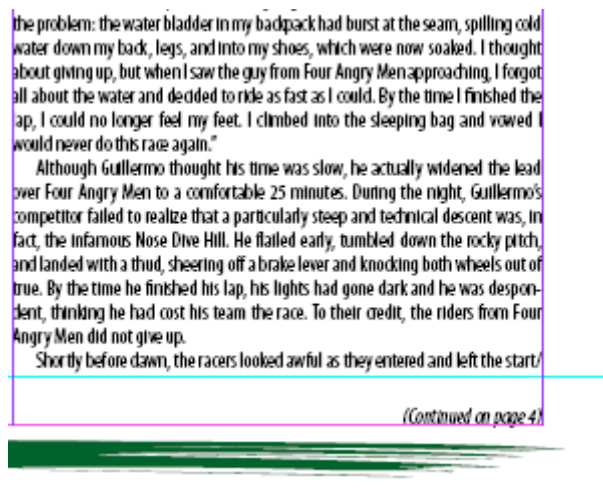 the problem: the water bladder in my backpack had burst at the seam, spilling cold
water down my back, legs, and into my shoes, which were now soaked. I thought
about giving up, but when I saw the guy from Four Angry Men approaching, I forgot
all about the water and decided to ride as fast as I could. By the time I finished the
lap, I could no longer feel my feet. I climbed into the sleeping bag and vowed I
would never do this race again."
Although Guillermo thought his time was slow, he actually widened the lead
over Four Angry Men to a comfortable 25 minutes. During the night, Guillermo's
competitor failed to realize that a particularly steep and technical descent was, in
fact, the infamous Nose Dive Hill. He flailed early, tumbled down the rocky pitch,
and landed with a thud, sheering off a brake lever and knocking both wheels out of
true. By the time he finished his lap, his lights had gone dark and he was despon-
dent, thinking he had cost his team the race. To their credit, the riders from Four
Angry Men did not give up.
Shortly before dawn, the racers looked awful as they entered and left the start/
(Continued on page 4)